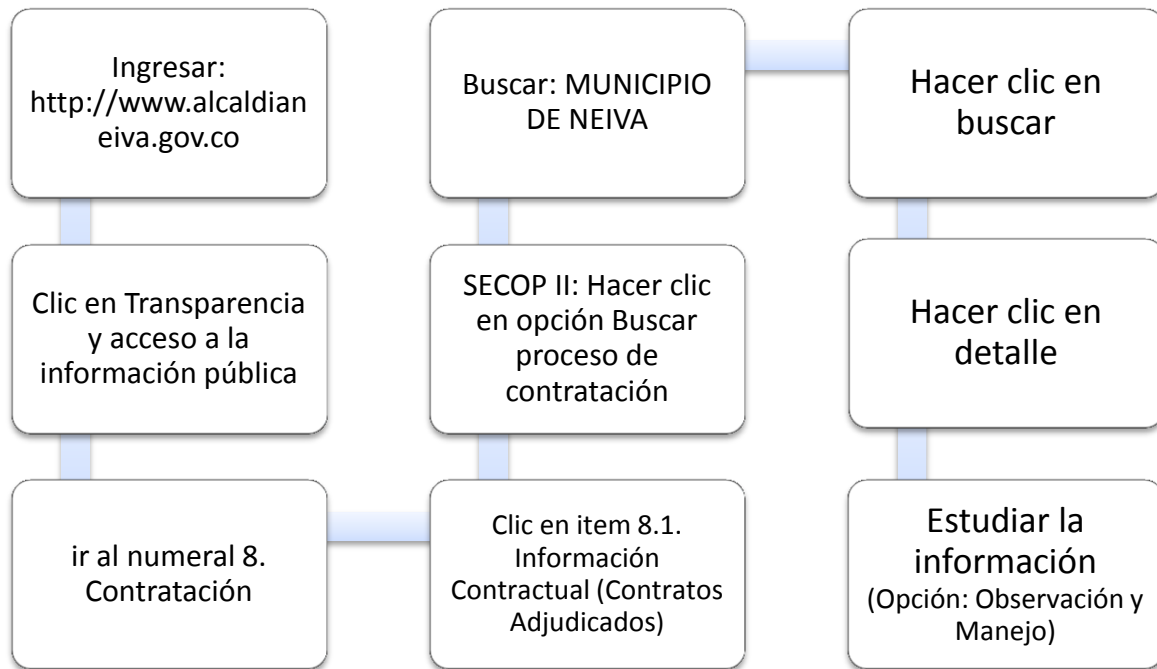 Ingresar:
http://www.alcaldian
eiva.gov.co
Clic en Transparencia
y acceso a la
información pública
ir al numeral 8.
Contratación
Clic en item 8.1.
Información
Contractual (Contratos
Adjudicados)
SECOP II: Hacer clic
en opción Buscar
proceso de
contratación
Buscar: MUNICIPIO
DE NEIVA
Hacer clic en
buscar
Hacer clic en
detalle
Estudiar la
información
(Opción: Observación y
Manejo)